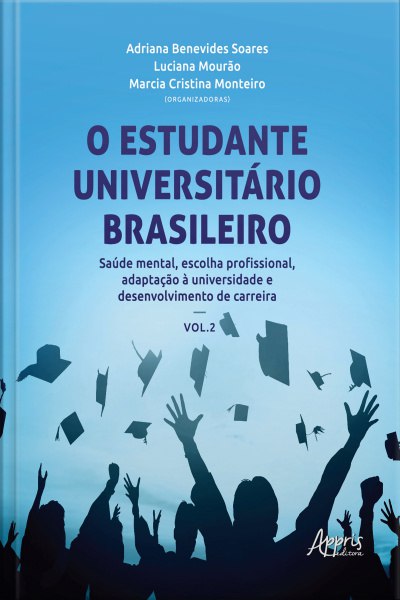 Adriana Benevides Soares
Luciana Mourão
Marcia Cristina Monteiro
(ORGANIZADORAS)
O ESTUDANTE
UNIVERSITÁRIO
BRASILEIRO
Saúde mental, escolha profissional,
adaptação à universidade e
desenvolvimento de carreira
VOL.2
Appris
editora